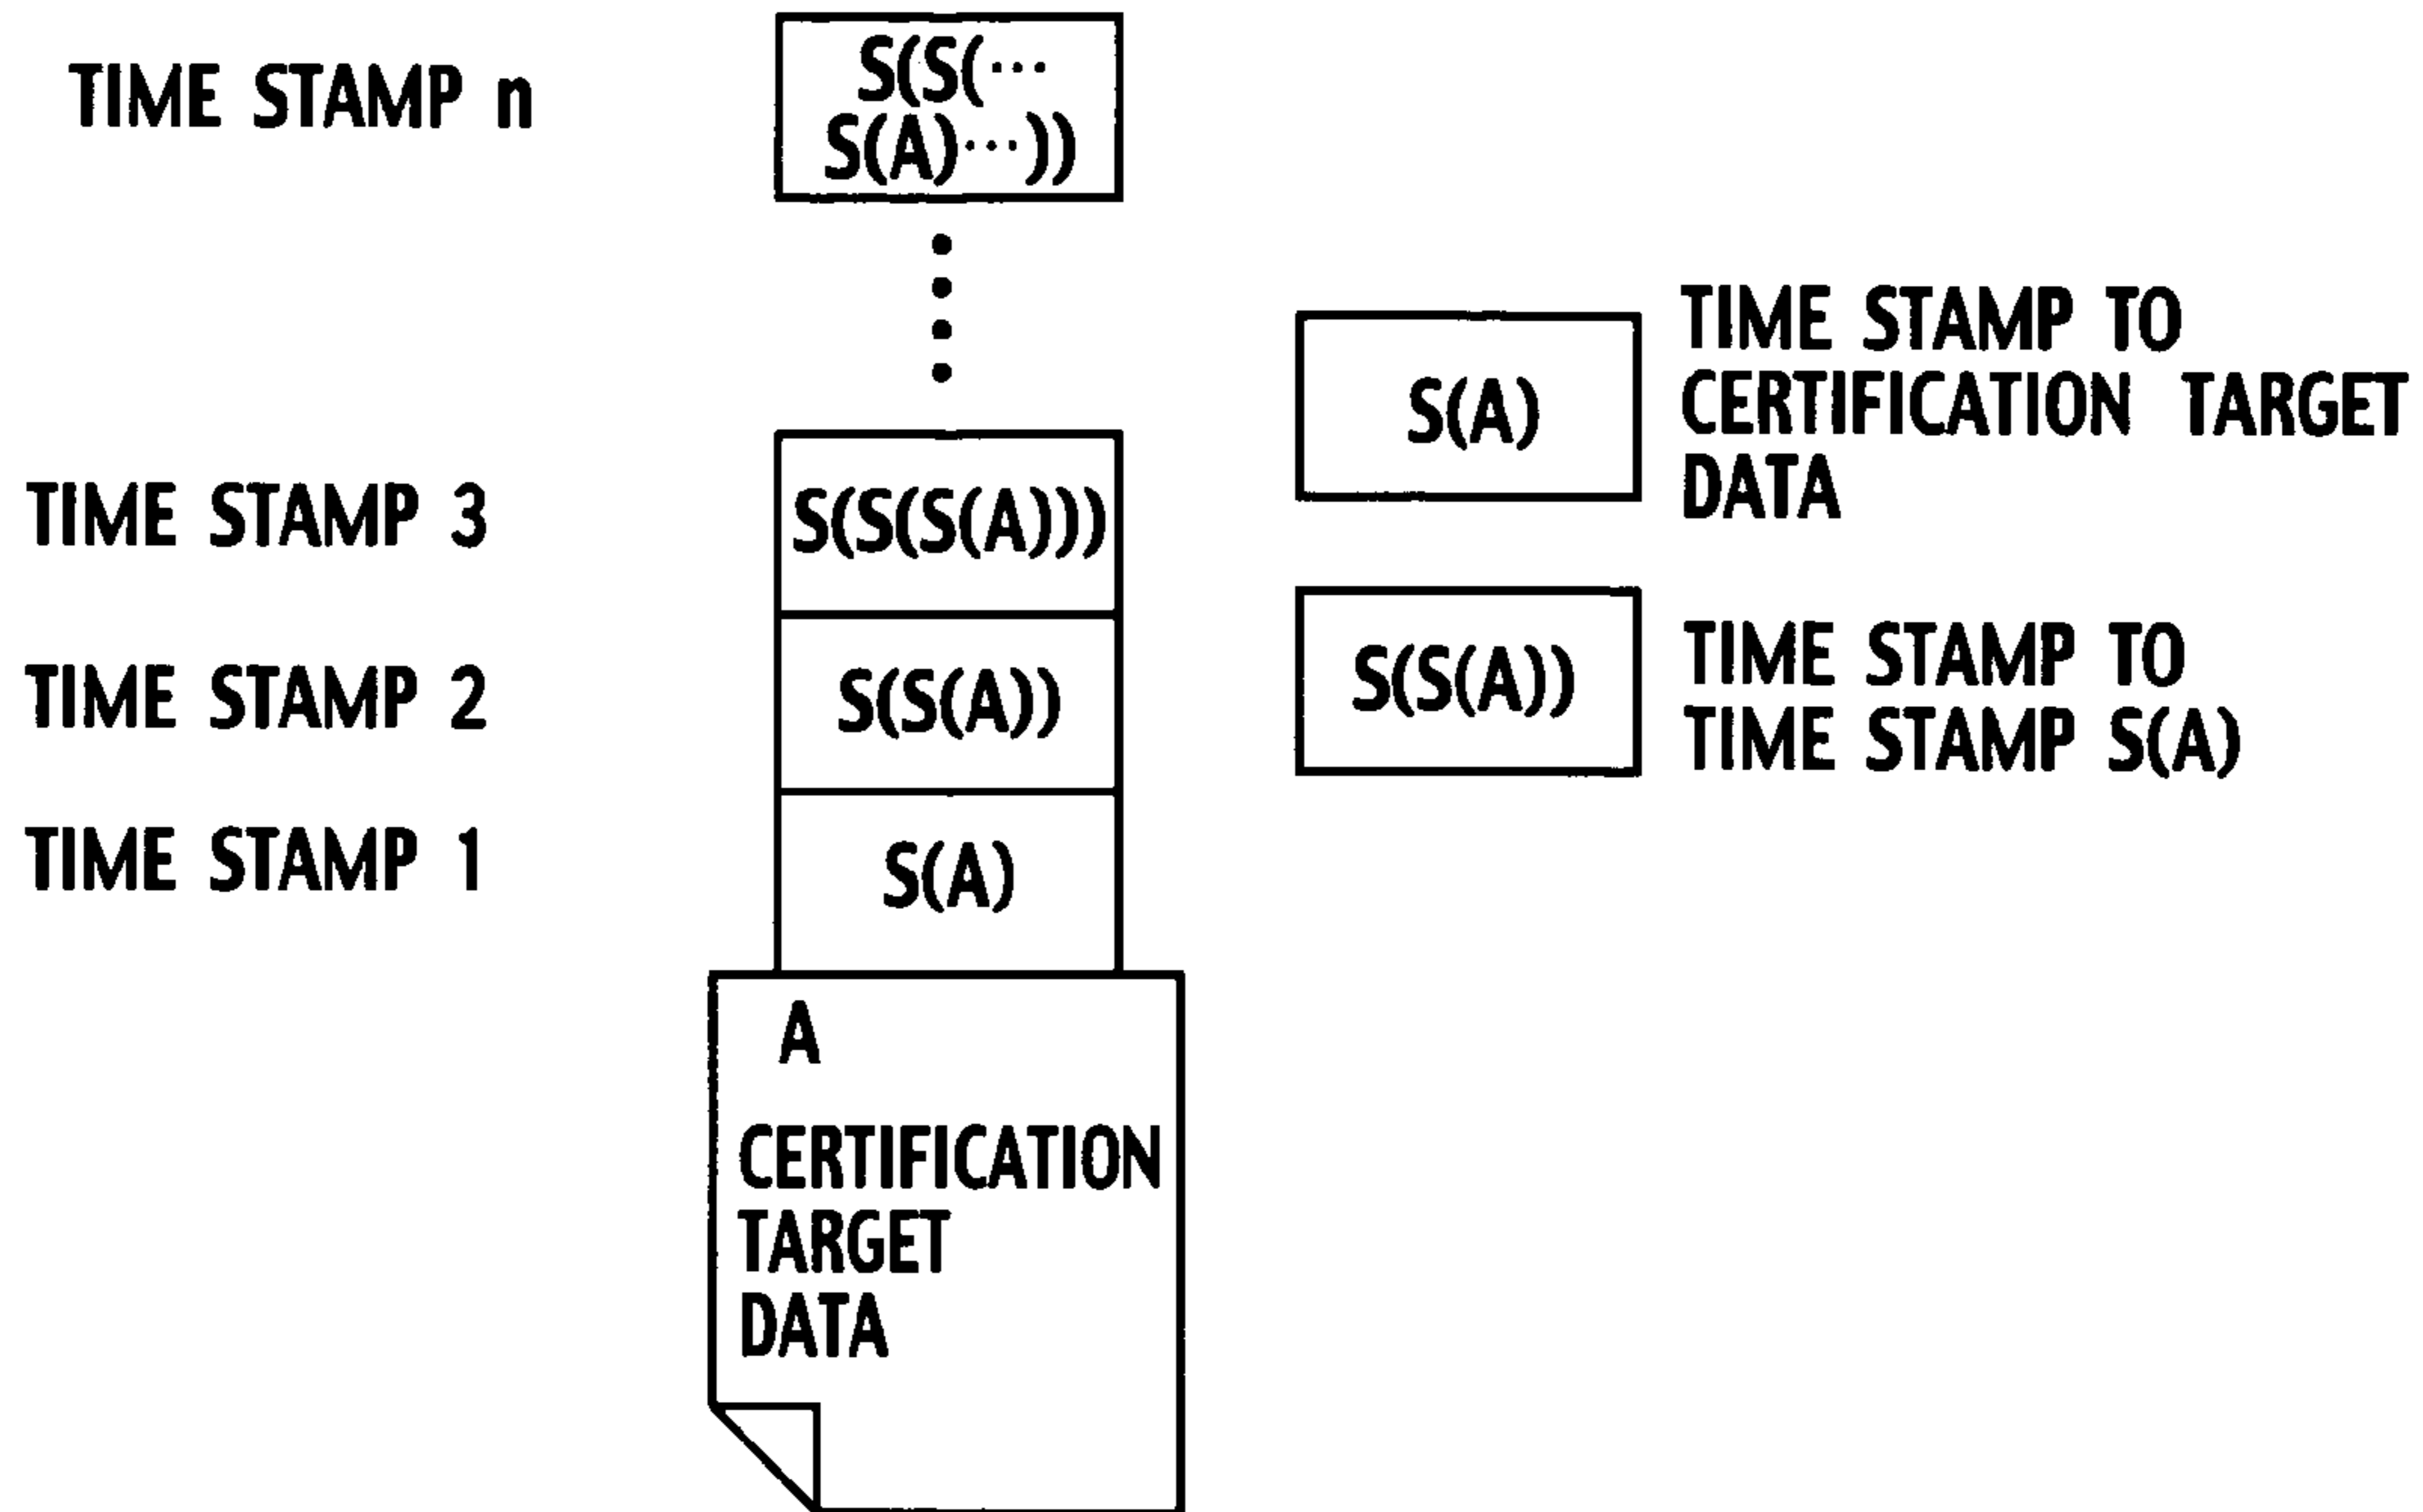 TIME STAMP n
S(S(···
S(A)···))
TIME STAMP 3
S(S(S(A)))
TIME STAMP 2
S(S(A))
TIME STAMP 1
S(A)
A
CERTIFICATION
TARGET
DATA
S(A)
TIME STAMP TO
CERTIFICATION TARGET
DATA
S(S(A))
TIME STAMP TO
TIME STAMP S(A)